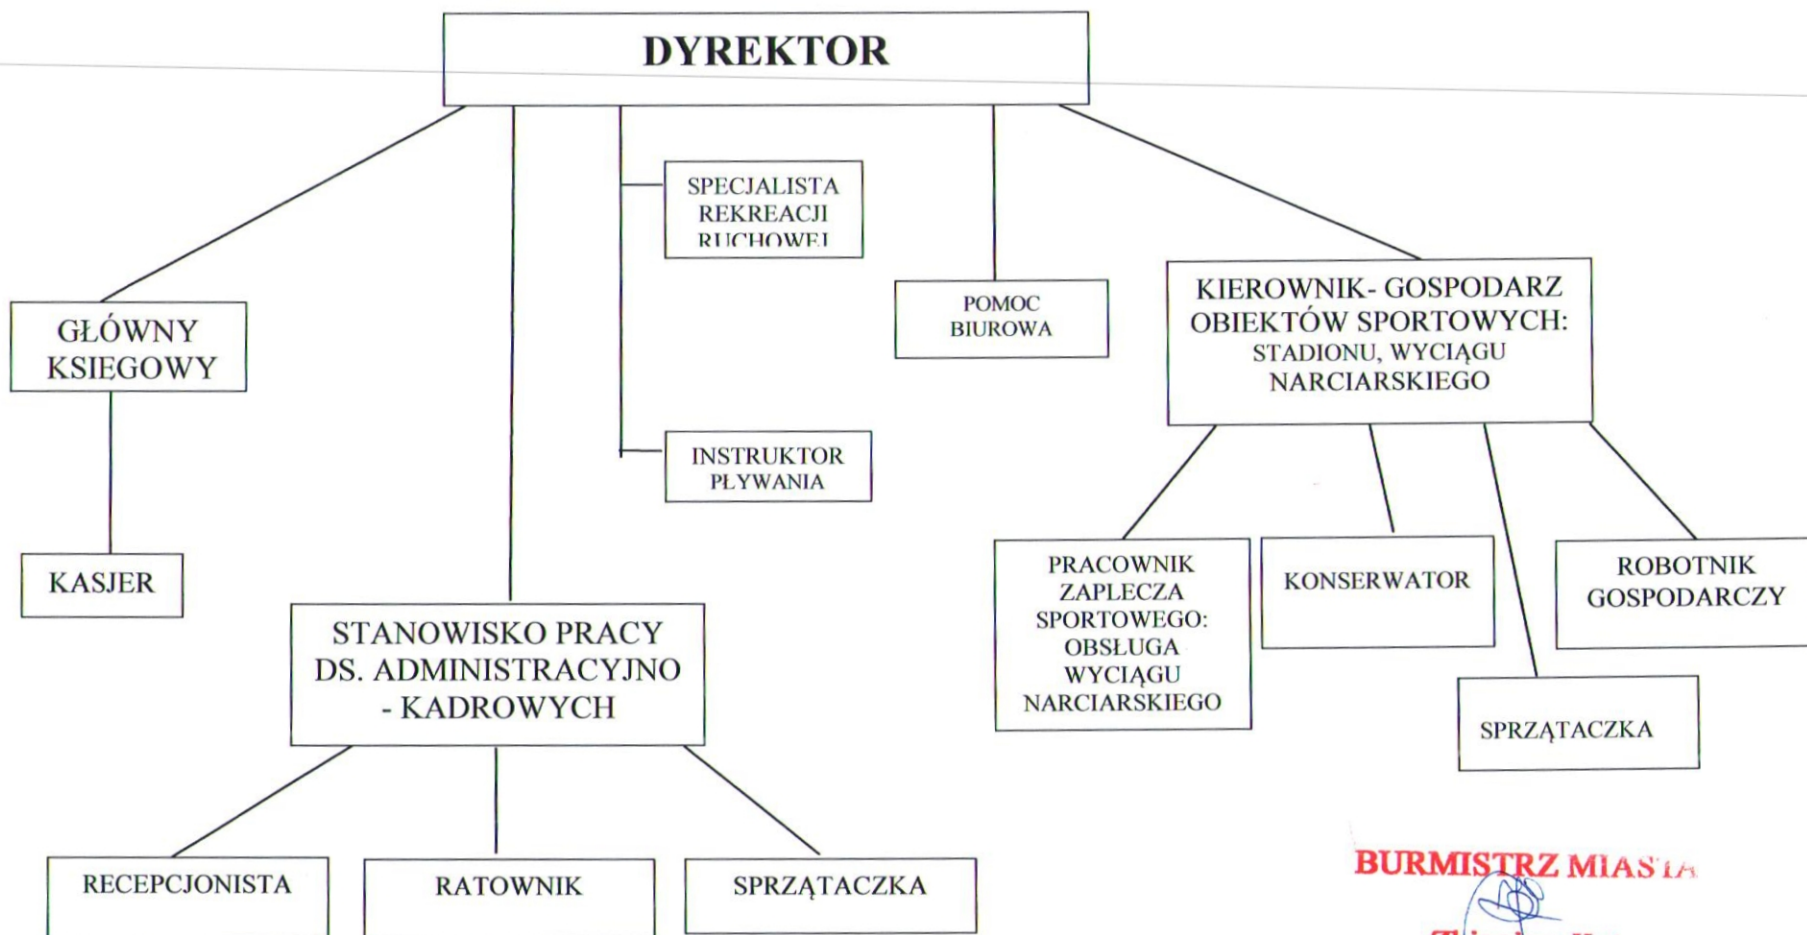 DYREKTOR
SPECJALISTA
REKREACJI
RUCHOWEJ
POMOC
BIUROWA
KIEROWNIK- GOSPODARZ
OBIEKTÓW SPORTOWYCH:
STADIONU, WYCIĄGU
NARCIARSKIEGO
GŁÓWNY
KSIĘGOWY
INSTRUKTOR
PŁYWANIA
KASJER
PRACOWNIK
ZAPLECZA
SPORTOWEGO:
OBSŁUGA
WYCIĄGU
NARCIARSKIEGO
KONSERWATOR
ROBOTNIK
GOSPODARCZY
STANOWISKO PRACY
DS. ADMINISTRACYJNO
- KADROWYCH
SPRZĄTACZKA
RECEPCJONISTA
RATOWNIK
SPRZĄTACZKA
BURMISTRZ MIASTA